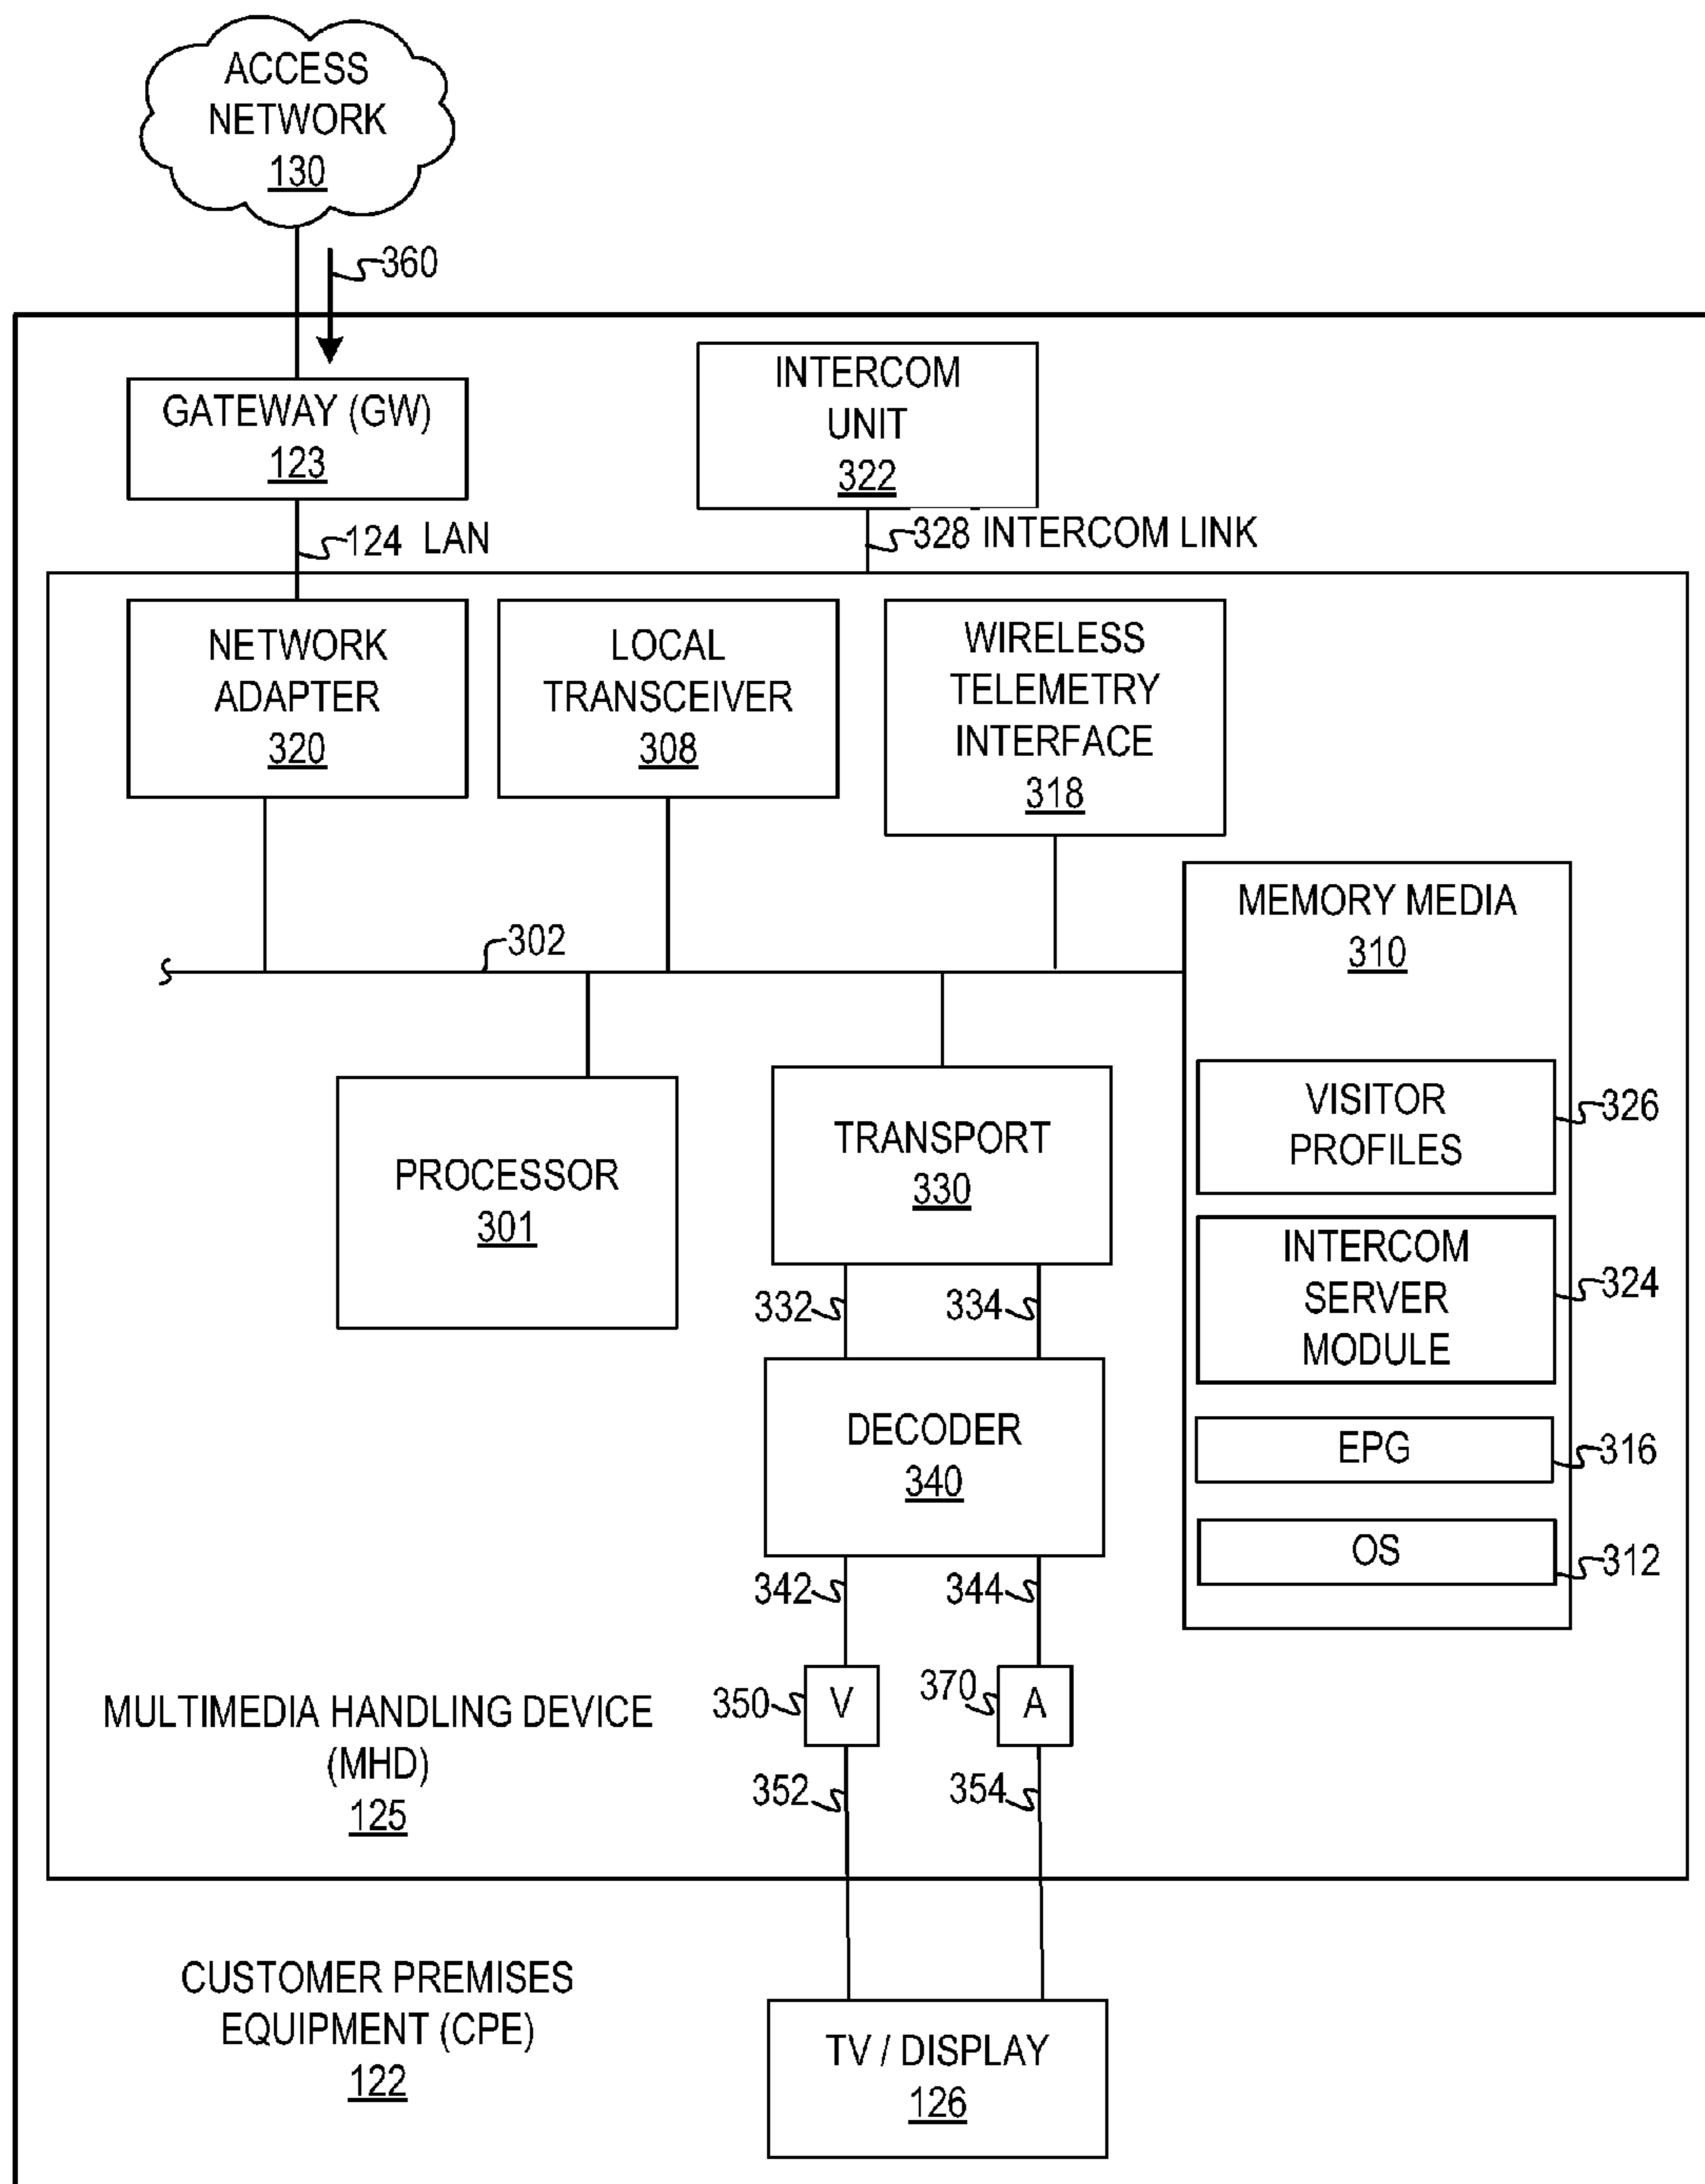 ACCESS
NETWORK
130
360
GATEWAY (GW)
123
INTERCOM
UNIT
322
124 LAN
328 INTERCOM LINK
NETWORK
ADAPTER
320
LOCAL
TRANSCEIVER
308
WIRELESS
TELEMETRY
INTERFACE
318
MEMORY MEDIA
310
302
VISITOR
PROFILES
326
PROCESSOR
301
TRANSPORT
330
INTERCOM
SERVER
MODULE
324
332
334
DECODER
340
EPG
316
OS
312
342
344
350
V
370
A
352
354
MULTIMEDIA HANDLING DEVICE
(MHD)
125
CUSTOMER PREMISES
EQUIPMENT (CPE)
122
TV / DISPLAY
126